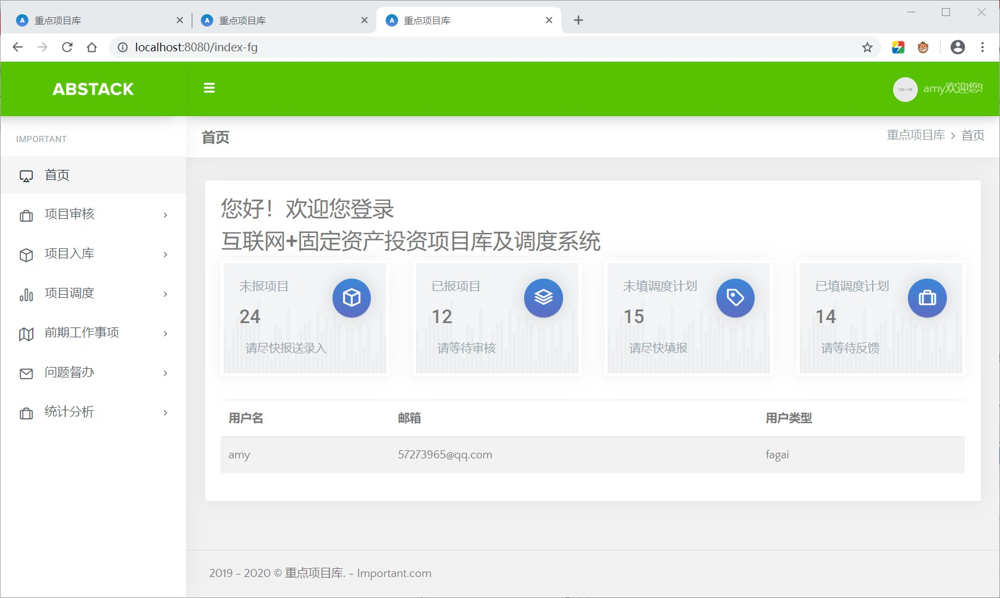 重点项目库
重点项目库
重点项目库
localhost:8080/index-fg
ABSTACK
amy欢迎您!
IMPORTANT
首页
重点项目库 > 首页
首页
项目审核
项目入库
项目调度
前期工作事项
问题督办
统计分析
您好！欢迎您登录
互联网+固定资产投资项目库及调度系统
未报项目
24
请尽快报送录入
已报项目
12
请等待审核
未填调度计划
15
请尽快填报
已填调度计划
14
请等待反馈
用户名 邮箱 用户类型
amy 57273965@qq.com fagai
2019 - 2020 © 重点项目库. - Important.com